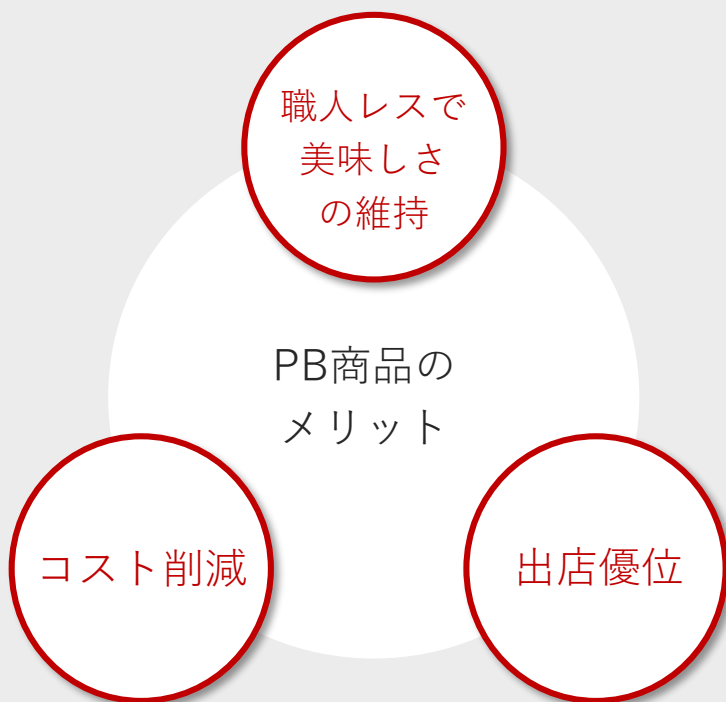 職人レスで
美味しさ
の維持
PB商品の
メリット
コスト削減
出店優位